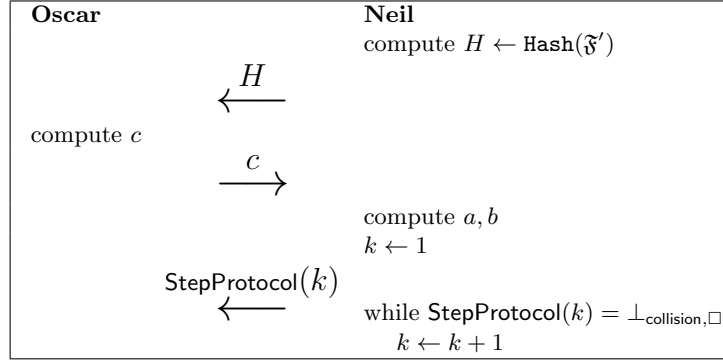 Oscar Neil
compute H ← Hash(𝔉′)
H
←
compute c
c
→
compute a, b
k ← 1
StepProtocol(k)
←
while StepProtocol(k) = ⊥collision,□
k ← k + 1